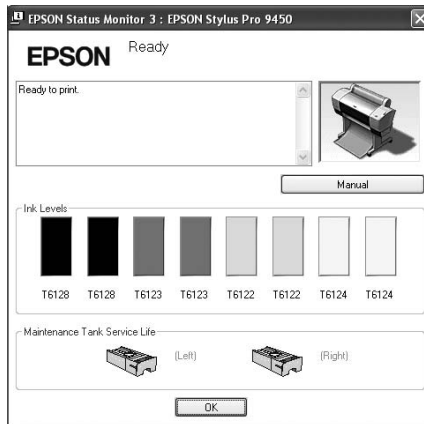 EPSON Status Monitor 3 : EPSON Stylus Pro 9450
EPSON
Ready
Ready to print.
Manual
Ink Levels
T6128 T6128 T6123 T6123 T6122 T6122 T6124 T6124
Maintenance Tank Service Life
(Left) (Right)
OK